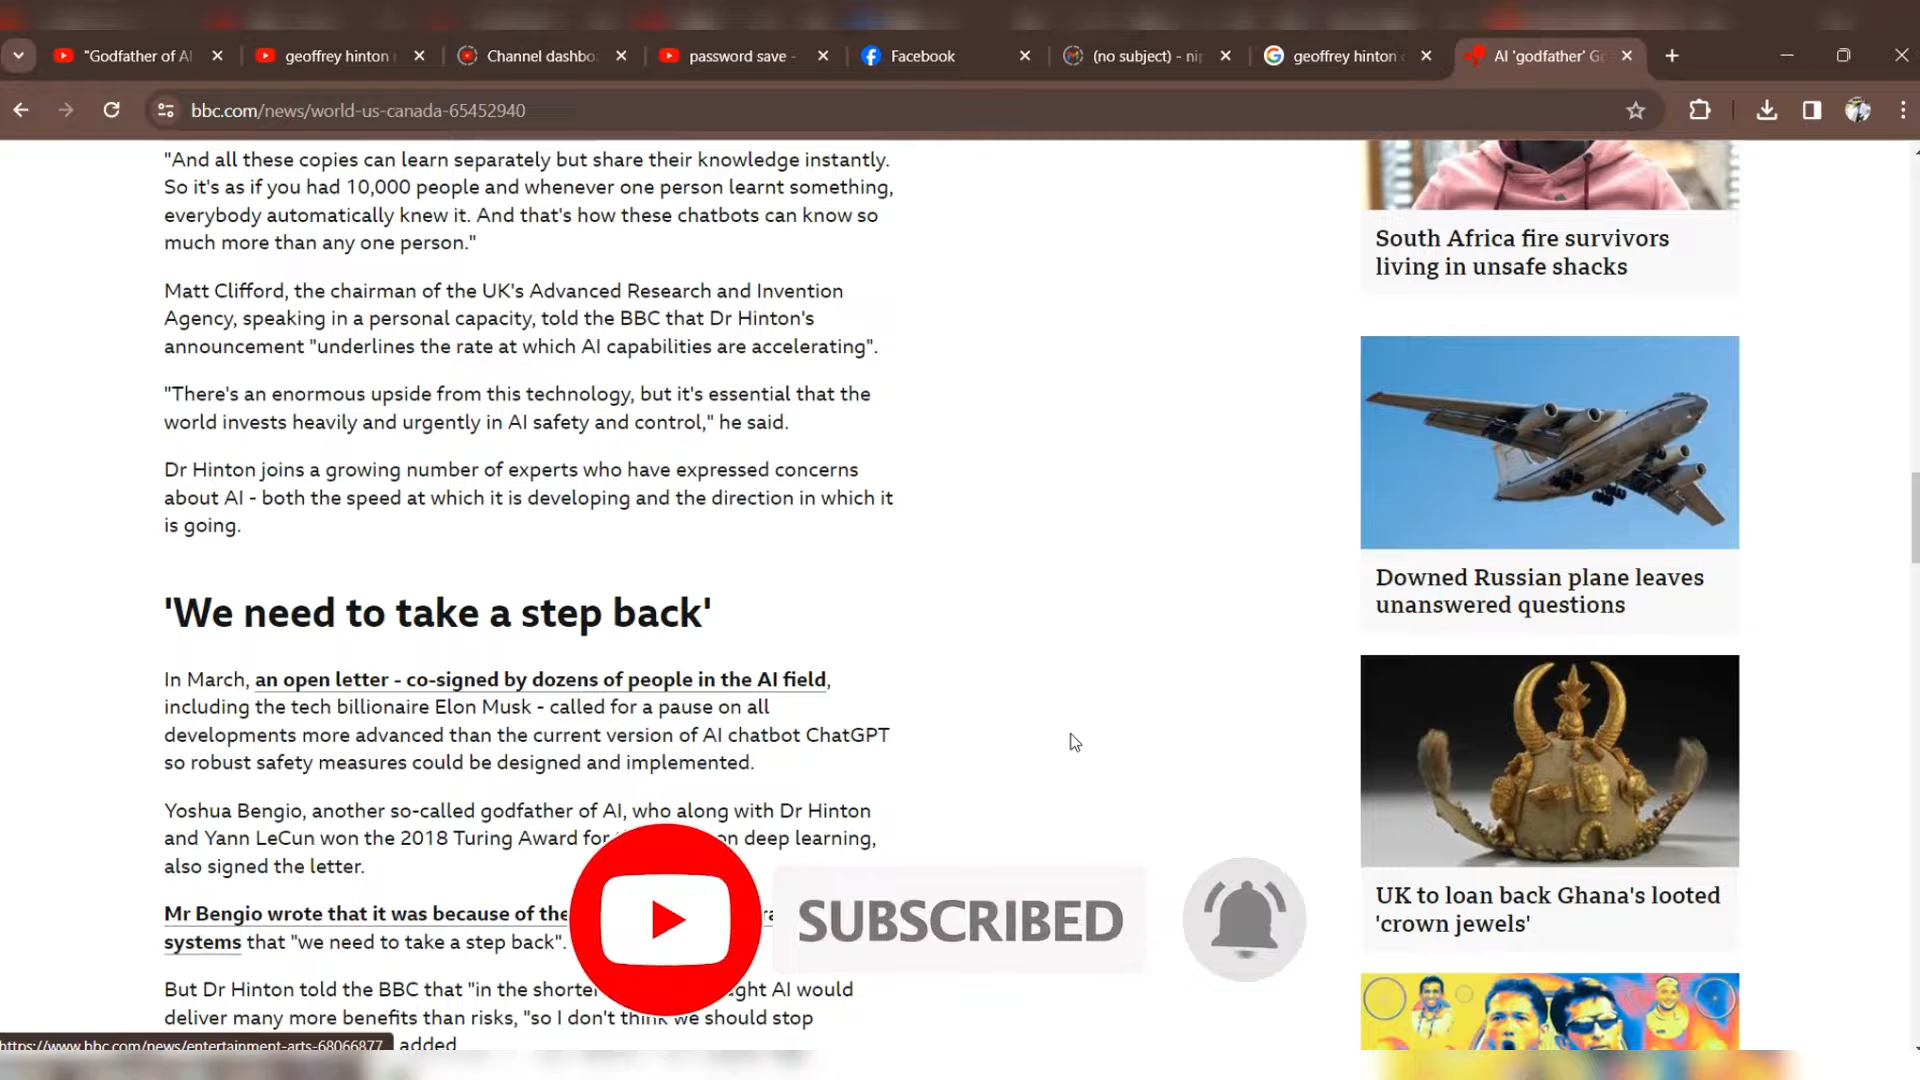 "Godfather of AI
geoffrey hinton
Channel dashbo
password save -
Facebook
(no subject) - nip
geoffrey hinton
AI 'godfather' Ge
bbc.com/news/world-us-canada-65452940
"And all these copies can learn separately but share their knowledge instantly.
So it's as if you had 10,000 people and whenever one person learnt something,
everybody automatically knew it. And that's how these chatbots can know so
much more than any one person."
Matt Clifford, the chairman of the UK's Advanced Research and Invention
Agency, speaking in a personal capacity, told the BBC that Dr Hinton's
announcement "underlines the rate at which AI capabilities are accelerating".
"There's an enormous upside from this technology, but it's essential that the
world invests heavily and urgently in AI safety and control," he said.
Dr Hinton joins a growing number of experts who have expressed concerns
about AI - both the speed at which it is developing and the direction in which it
is going.
'We need to take a step back'
In March, an open letter - co-signed by dozens of people in the AI field,
including the tech billionaire Elon Musk - called for a pause on all
developments more advanced than the current version of AI chatbot ChatGPT
so robust safety measures could be designed and implemented.
Yoshua Bengio, another so-called godfather of AI, who along with Dr Hinton
and Yann LeCun won the 2018 Turing Award for on deep learning,
also signed the letter.
Mr Bengio wrote that it was because of the
systems that "we need to take a step back".
But Dr Hinton told the BBC that "in the shorter AI would
deliver many more benefits than risks, "so I don't think we should stop
added
https://www.bbc.com/news/entertainment-arts-68066877
South Africa fire survivors
living in unsafe shacks
Downed Russian plane leaves
unanswered questions
UK to loan back Ghana's looted
'crown jewels'
SUBSCRIBED